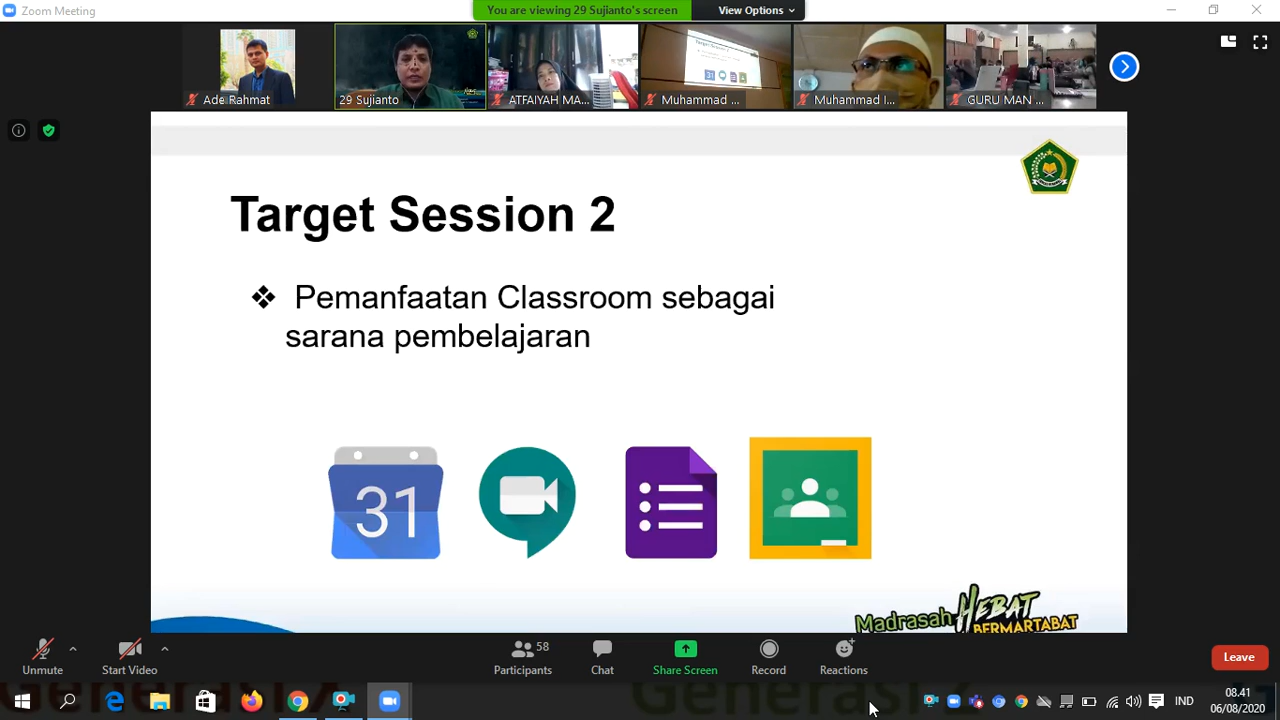 Zoom Meeting
You are viewing 29 Sujianto's screen
View Options
Ade Rahmat
29 Sujianto
ATFAIYAH MA...
Muhammad ...
Muhammad I...
GURU MAN ...
Target Session 2
Pemanfaatan Classroom sebagai
sarana pembelajaran
31
Madrasah HEBAT
BERMARTABAT
Unmute
Start Video
58
Participants
Chat
Share Screen
Record
Reactions
Leave
IND
08.41
06/08/2020